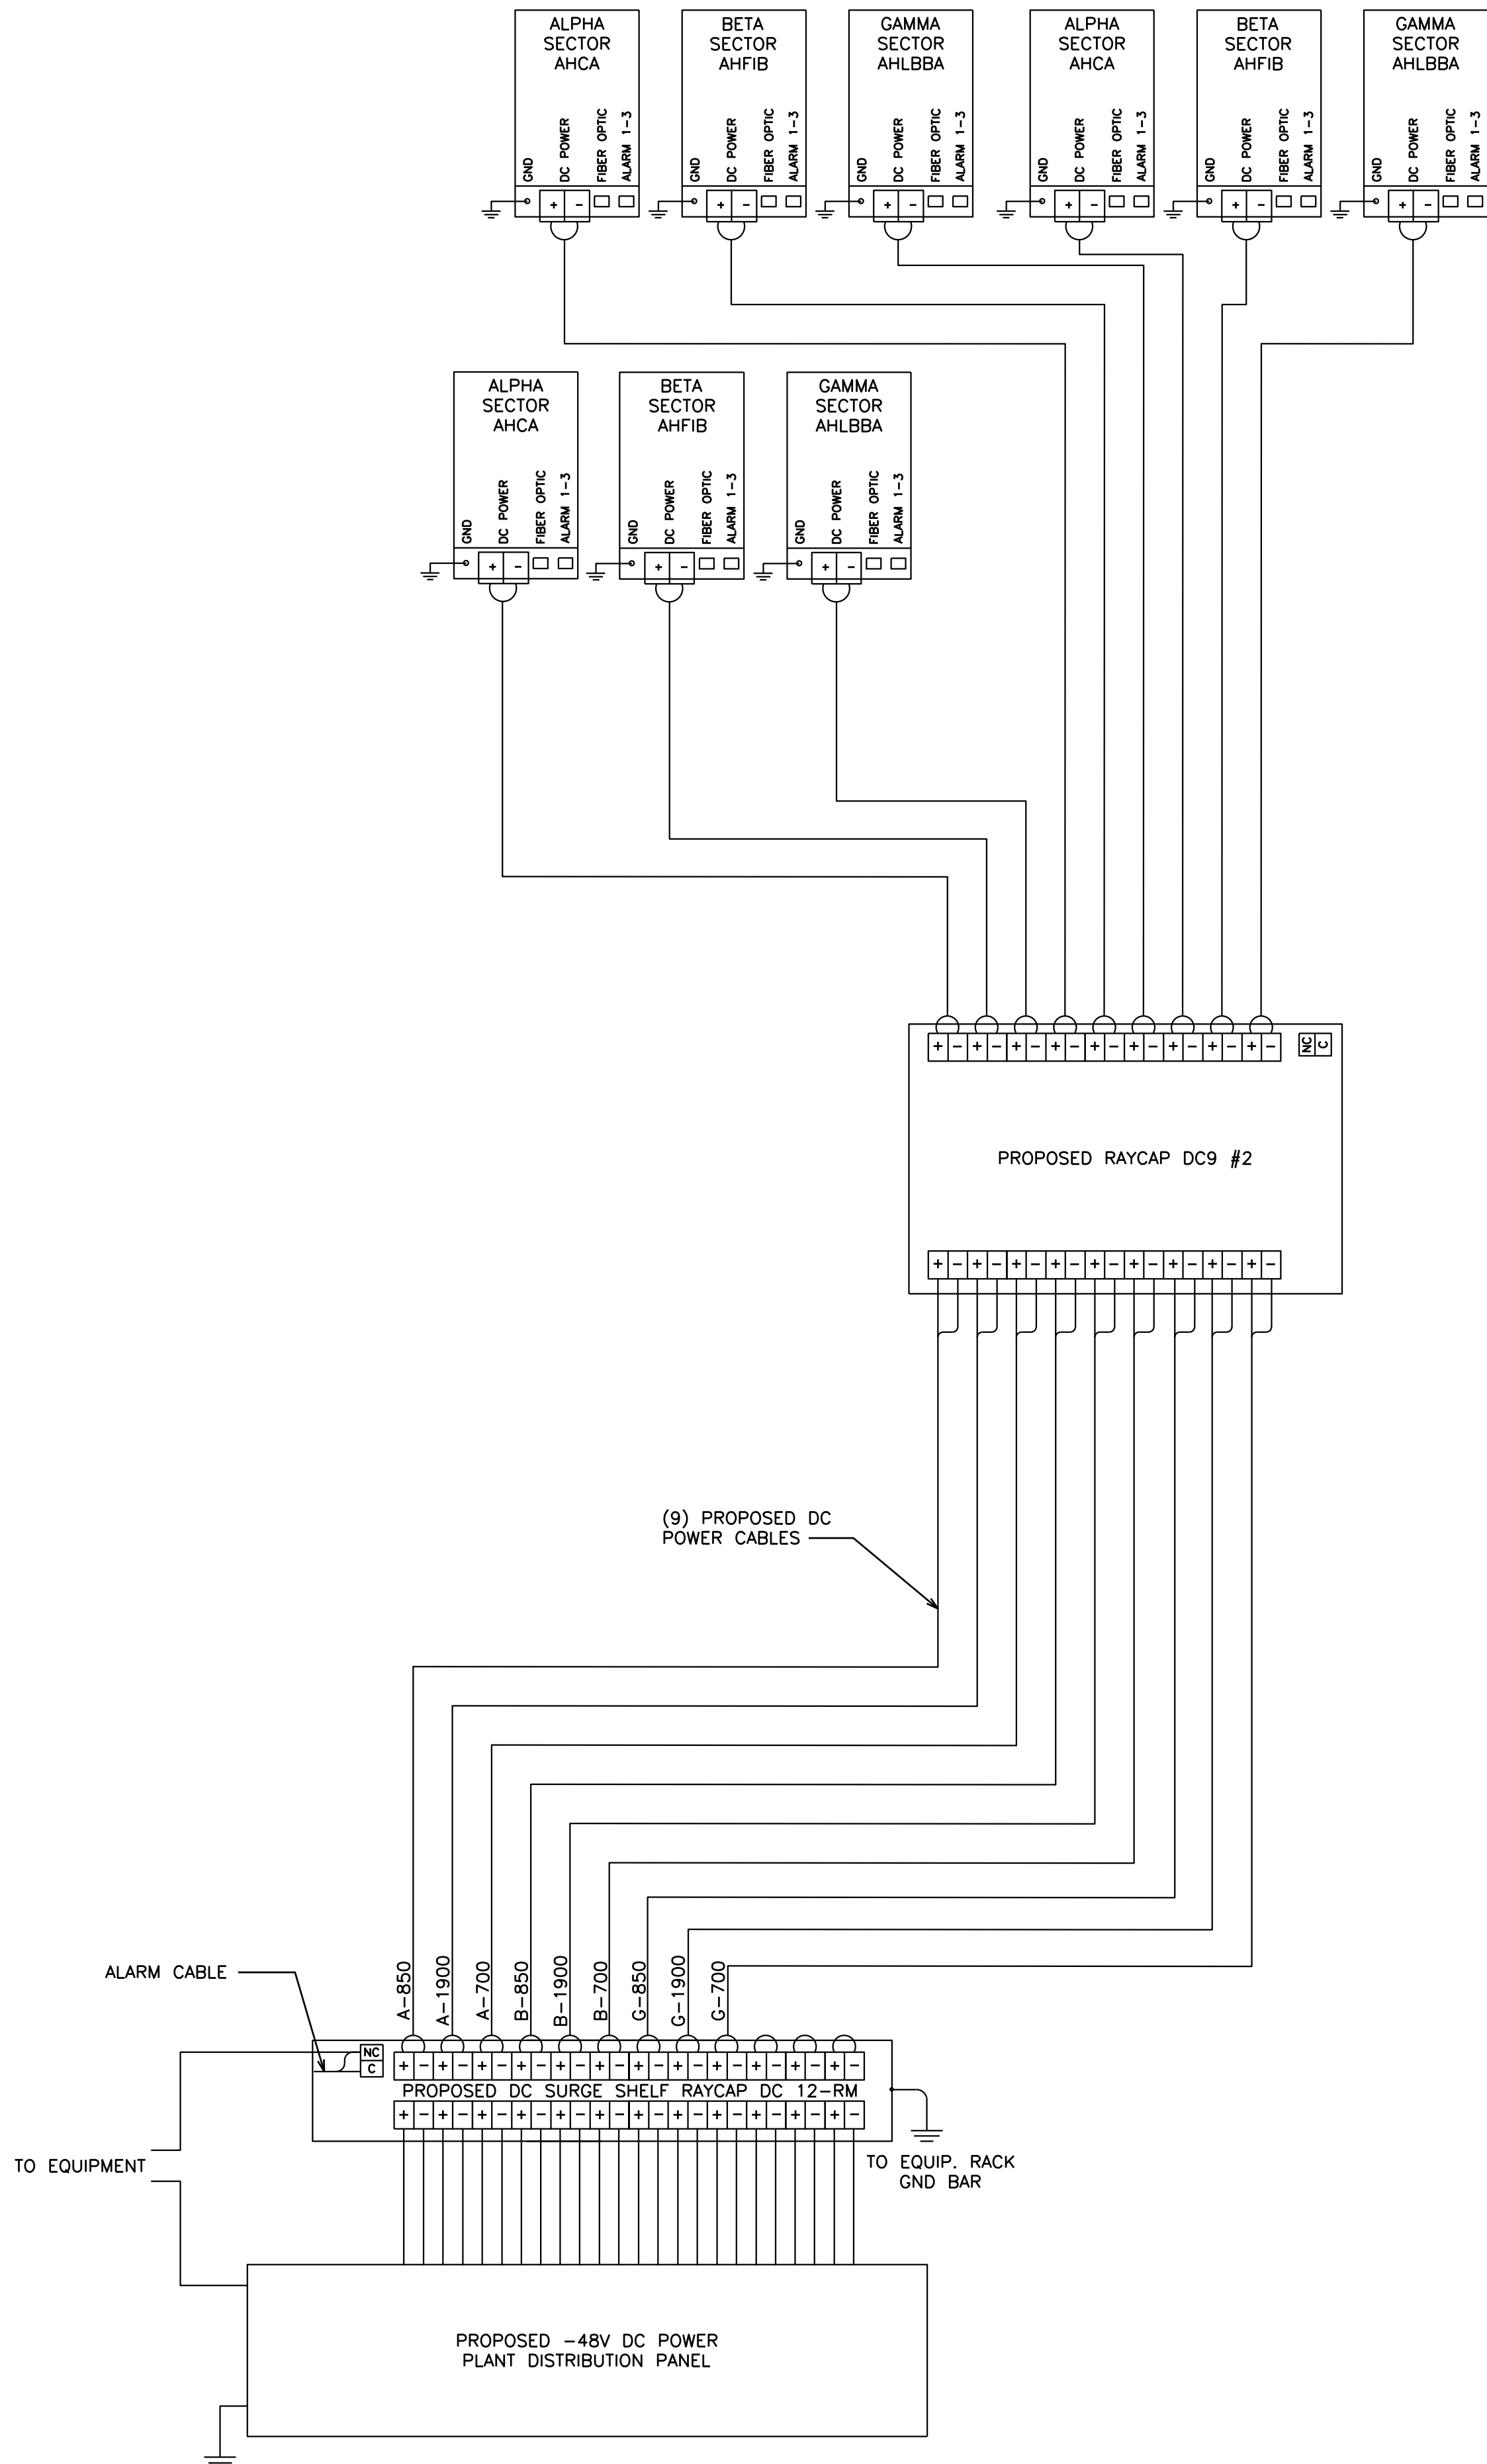 ALPHA
SECTOR
AHCA
GND
DC POWER
FIBER OPTIC
ALARM 1-3
+ -
BETA
SECTOR
AHFIB
GND
DC POWER
FIBER OPTIC
ALARM 1-3
+ -
GAMMA
SECTOR
AHLBBA
GND
DC POWER
FIBER OPTIC
ALARM 1-3
+ -
ALPHA
SECTOR
AHCA
GND
DC POWER
FIBER OPTIC
ALARM 1-3
+ -
BETA
SECTOR
AHFIB
GND
DC POWER
FIBER OPTIC
ALARM 1-3
+ -
GAMMA
SECTOR
AHLBBA
GND
DC POWER
FIBER OPTIC
ALARM 1-3
+ -
ALPHA
SECTOR
AHCA
GND
DC POWER
FIBER OPTIC
ALARM 1-3
+ -
BETA
SECTOR
AHFIB
GND
DC POWER
FIBER OPTIC
ALARM 1-3
+ -
GAMMA
SECTOR
AHLBBA
GND
DC POWER
FIBER OPTIC
ALARM 1-3
+ -
+ - + - + - + - + - + - + - + - + -
NC
C
PROPOSED RAYCAP DC9 #2
+ - + - + - + - + - + - + - + - + -
(9) PROPOSED DC
POWER CABLES
ALARM CABLE
A-850
A-1900
A-700
B-850
B-1900
B-700
G-850
G-1900
G-700
NC
C
+ - + - + - + - + - + - + - + - + - + - + - + -
PROPOSED DC SURGE SHELF RAYCAP DC 12-RM
+ - + - + - + - + - + - + - + - + - + - + - + -
TO EQUIPMENT
TO EQUIP. RACK
GND BAR
PROPOSED -48V DC POWER
PLANT DISTRIBUTION PANEL